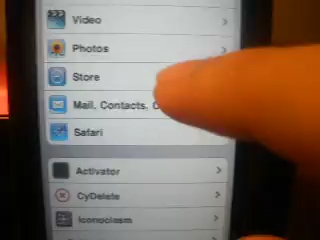 Video
Photos
Store
Mail, Contacts, C
Safari
Activator
CyDelete
Iconoclasm